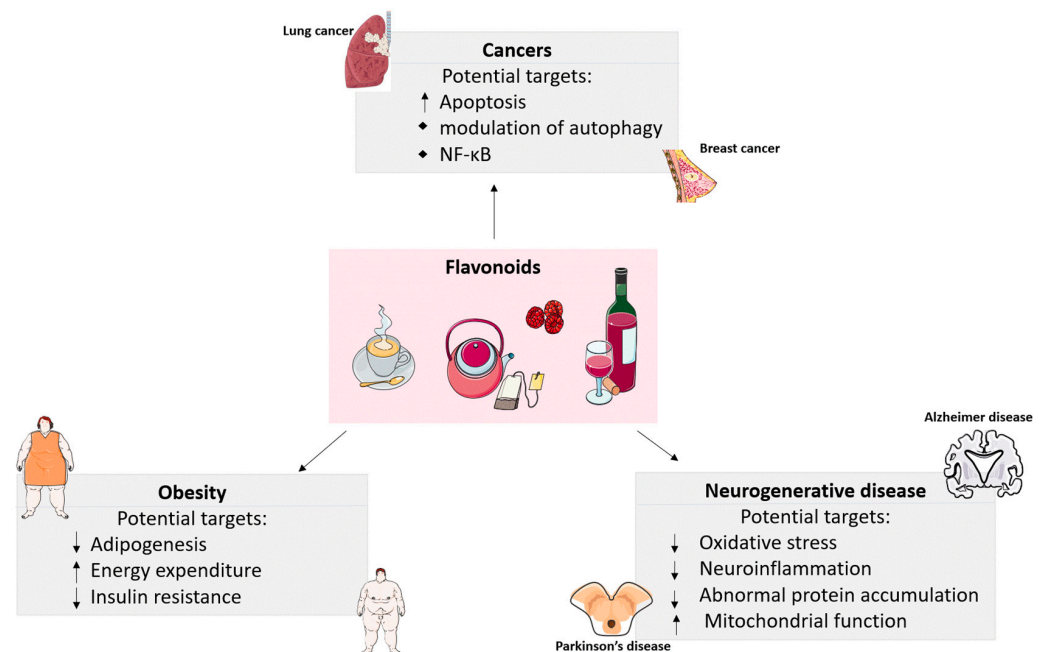 Lung cancer
Cancers
Potential targets:
↑ Apoptosis
◆ modulation of autophagy
◆ NF-κB
Breast cancer
Flavonoids
Obesity
Potential targets:
↓ Adipogenesis
↑ Energy expenditure
↓ Insulin resistance
Alzheimer disease
Neurogenerative disease
Potential targets:
↓ Oxidative stress
↓ Neuroinflammation
↓ Abnormal protein accumulation
↑ Mitochondrial function
Parkinson's disease